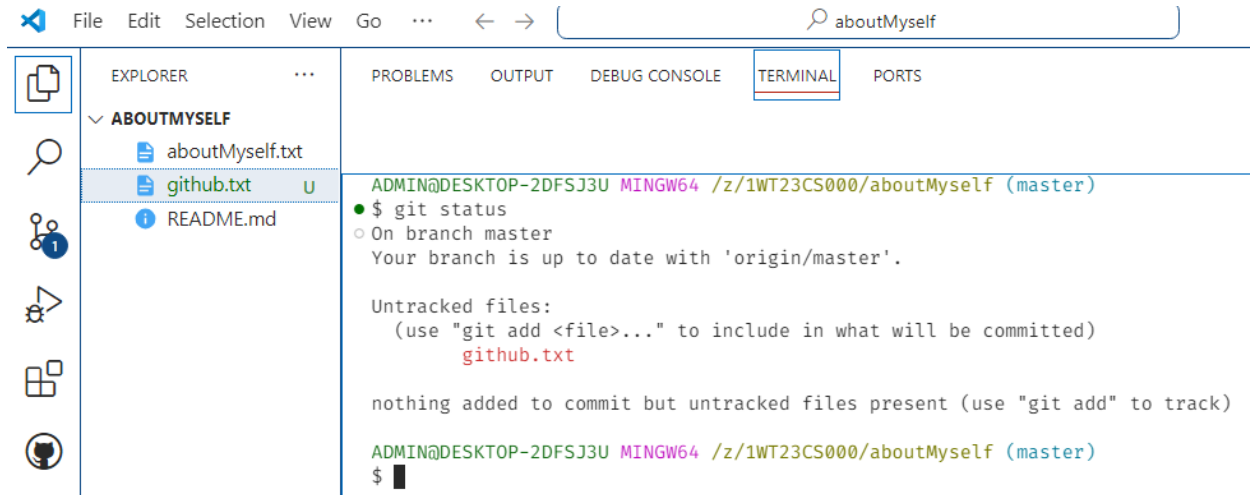 File Edit Selection View Go ··· aboutMyself
EXPLORER ···
ABOUTMYSELF
aboutMyself.txt
github.txt U
README.md
1
PROBLEMS OUTPUT DEBUG CONSOLE TERMINAL PORTS
ADMIN@DESKTOP-2DFSJ3U MINGW64 /z/1WT23CS000/aboutMyself (master)
$ git status
On branch master
Your branch is up to date with 'origin/master'.
Untracked files:
(use "git add <file>..." to include in what will be committed)
github.txt
nothing added to commit but untracked files present (use "git add" to track)
ADMIN@DESKTOP-2DFSJ3U MINGW64 /z/1WT23CS000/aboutMyself (master)
$